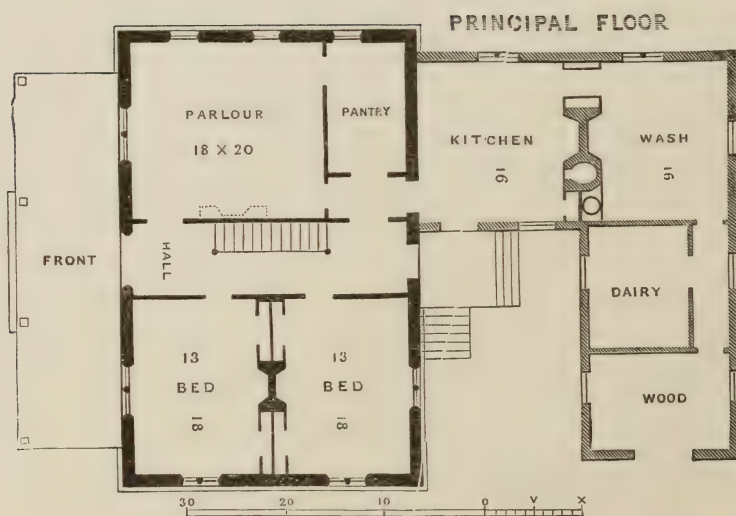 PRINCIPAL FLOOR
PARLOUR
18 X 20
PANTRY
KITCHEN
16
WASH
16
HALL
FRONT
DAIRY
13
BED
18
13
BED
18
WOOD
30 20 10 0 V X